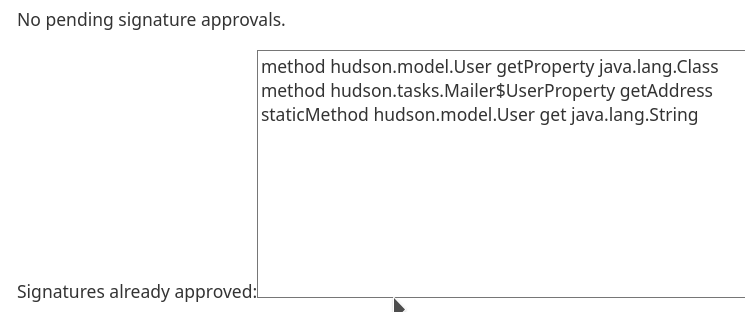 No pending signature approvals.
method hudson.model.User getProperty java.lang.Class
method hudson.tasks.Mailer$UserProperty getAddress
staticMethod hudson.model.User get java.lang.String
Signatures already approved: